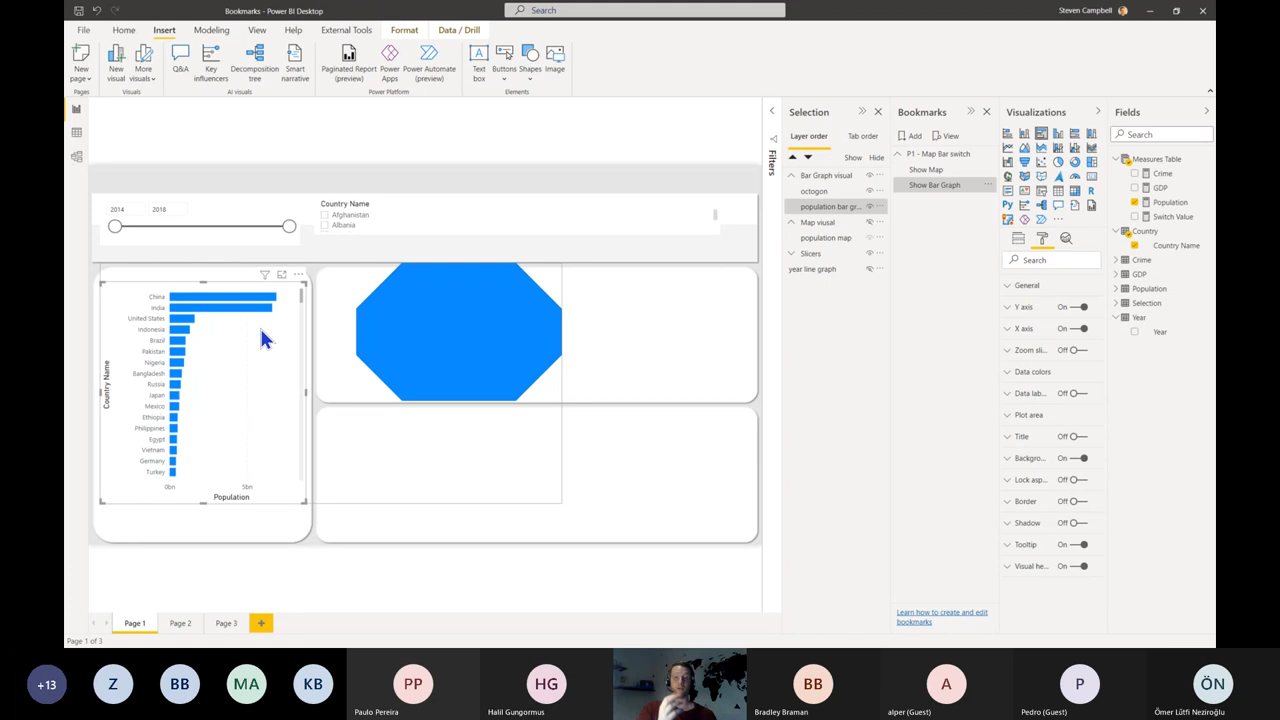 Bookmarks - Power BI Desktop
Search
Steven Campbell
File
Home
Insert
Modeling
View
Help
External Tools
Format
Data / Drill
New page
New visual
More visuals
Q&A
Key influencers
Decomposition tree
Smart narrative
Paginated Report (preview)
Power Apps (preview)
Power Automate (preview)
Text box
Buttons
Shapes
Image
Pages
Visuals
AI visuals
Power Platform
Elements
2014
2018
Country Name
Afghanistan
Albania
Country Name
China
India
United States
Indonesia
Brazil
Pakistan
Nigeria
Bangladesh
Russia
Japan
Mexico
Ethiopia
Philippines
Egypt
Vietnam
Germany
Turkey
0bn
5bn
Population
Filters
Selection
Layer order
Tab order
Show
Hide
Bar Graph visual
octogon
population bar gr...
Map viusal
population map
Slicers
year line graph
Bookmarks
Add
View
P1 - Map Bar switch
Show Map
Show Bar Graph
Learn how to create and edit
bookmarks
Visualizations
R
Py
Search
General
Y axis
On
X axis
On
Zoom sli...
Off
Data colors
Data lab...
Off
Plot area
Title
Off
Backgro...
On
Lock asp...
Off
Border
Off
Shadow
Off
Tooltip
On
Visual he...
On
Fields
Search
Measures Table
Crime
GDP
Population
Switch Value
Country
Country Name
Crime
GDP
Population
Selection
Year
Year
Page 1
Page 2
Page 3
Page 1 of 3
+13
Z
BB
MA
KB
PP
Paulo Pereira
HG
Halil Gungormus
BB
Bradley Braman
A
alper (Guest)
P
Pedro (Guest)
ÖN
Ömer Lütfi Neziroğlu